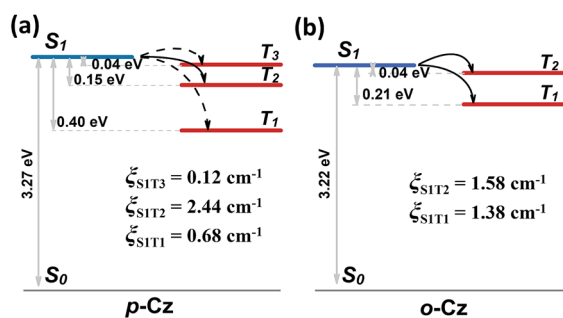 (a)
S₁
T₃
0.04 eV
T₂
0.15 eV
T₁
0.40 eV
3.27 eV
ξS1T3 = 0.12 cm⁻¹
ξS1T2 = 2.44 cm⁻¹
ξS1T1 = 0.68 cm⁻¹
S₀
p-Cz
(b)
S₁
T₂
0.04 eV
T₁
0.21 eV
3.22 eV
ξS1T2 = 1.58 cm⁻¹
ξS1T1 = 1.38 cm⁻¹
S₀
o-Cz